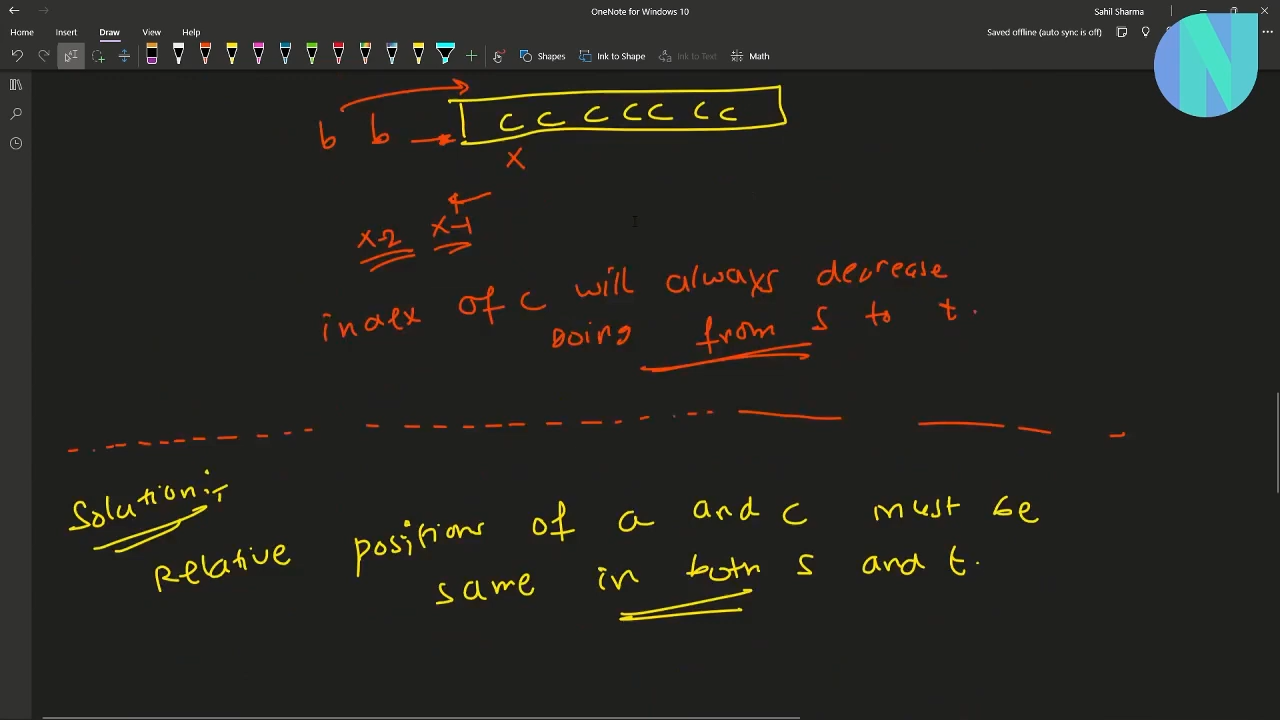 OneNote for Windows 10
Sahil Sharma
Home Insert Draw View Help
Saved offline (auto sync is off)
Shapes Ink to Shape Ink to Text Math
b b c c c c c c c
x
x-2 x-1
index of c will always decrease
Doing from s to t.
Solution:-
Relative positions of a and c must be
same in both s and t.